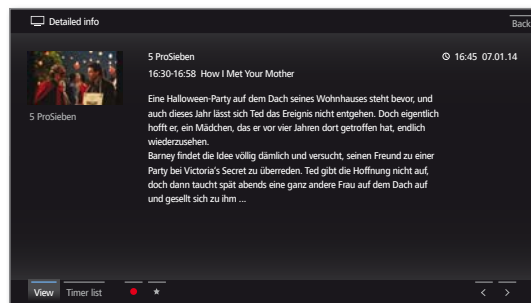 Detailed info
Back
5 ProSieben
16:45 07.01.14
16:30-16:58 How I Met Your Mother
5 ProSieben
Eine Halloween-Party auf dem Dach seines Wohnhauses steht bevor, und
auch dieses Jahr lässt sich Ted das Ereignis nicht entgehen. Doch eigentlich
hofft er, ein Mädchen, das er vor vier Jahren dort getroffen hat, endlich
wiederzusehen.
Barney findet die Idee völlig dämlich und versucht, seinen Freund zu einer
Party bei Victoria's Secret zu überreden. Ted gibt die Hoffnung nicht auf,
doch dann taucht spät abends eine ganz andere Frau auf dem Dach auf
und gesellt sich zu ihm ...
View Timer list